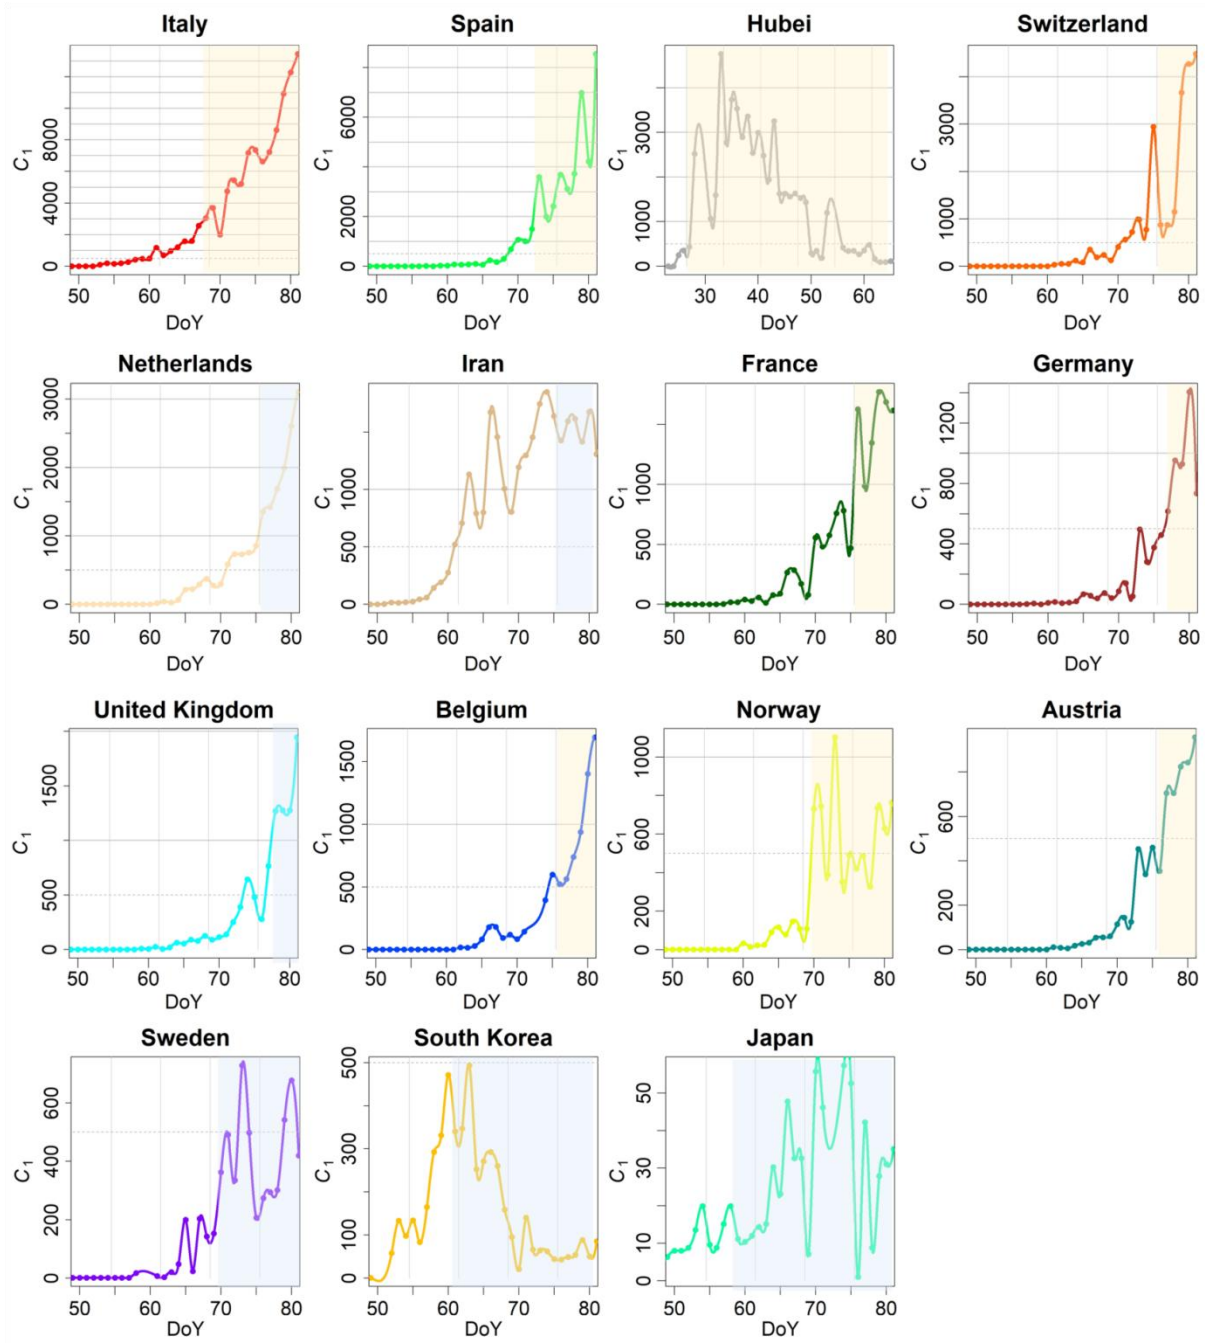 Italy Spain Hubei Switzerland
C1 0 2000 4000 8000 C1 0 2000 6000 C1 0 1000 3000 C1 0 1000 3000
50 60 70 80 50 60 70 80 30 40 50 60 50 60 70 80
DoY DoY DoY DoY
Netherlands Iran France Germany
C1 0 1000 2000 3000 C1 0 500 1000 C1 0 500 1000 C1 0 200 500 800 1200
50 60 70 80 50 60 70 80 50 60 70 80 50 60 70 80
DoY DoY DoY DoY
United Kingdom Belgium Norway Austria
C1 0 500 1500 C1 0 500 1000 1500 C1 0 200 600 1000 C1 0 200 600
50 60 70 80 50 60 70 80 50 60 70 80 50 60 70 80
DoY DoY DoY DoY
Sweden South Korea Japan
C1 0 200 400 600 C1 0 100 300 500 C1 0 10 30 50
50 60 70 80 50 60 70 80 50 60 70 80
DoY DoY DoY